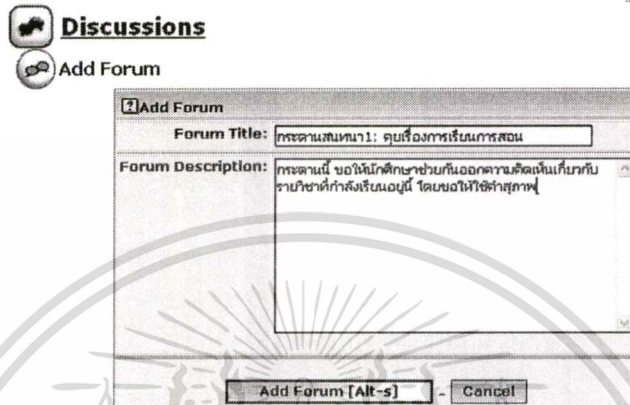 Discussions
Add Forum
Add Forum
Forum Title: กระดานสนทนา1: คุยเรื่องการเรียนการสอน
Forum Description: กระดานนี้ ขอให้นักศึกษาช่วยกันออกความคิดเห็นเกี่ยวกับ
รายวิชาที่กำลังเรียนอยู่นี้ โดยขอให้ใช้คำสุภาพ
Add Forum [Alt-s] - Cancel